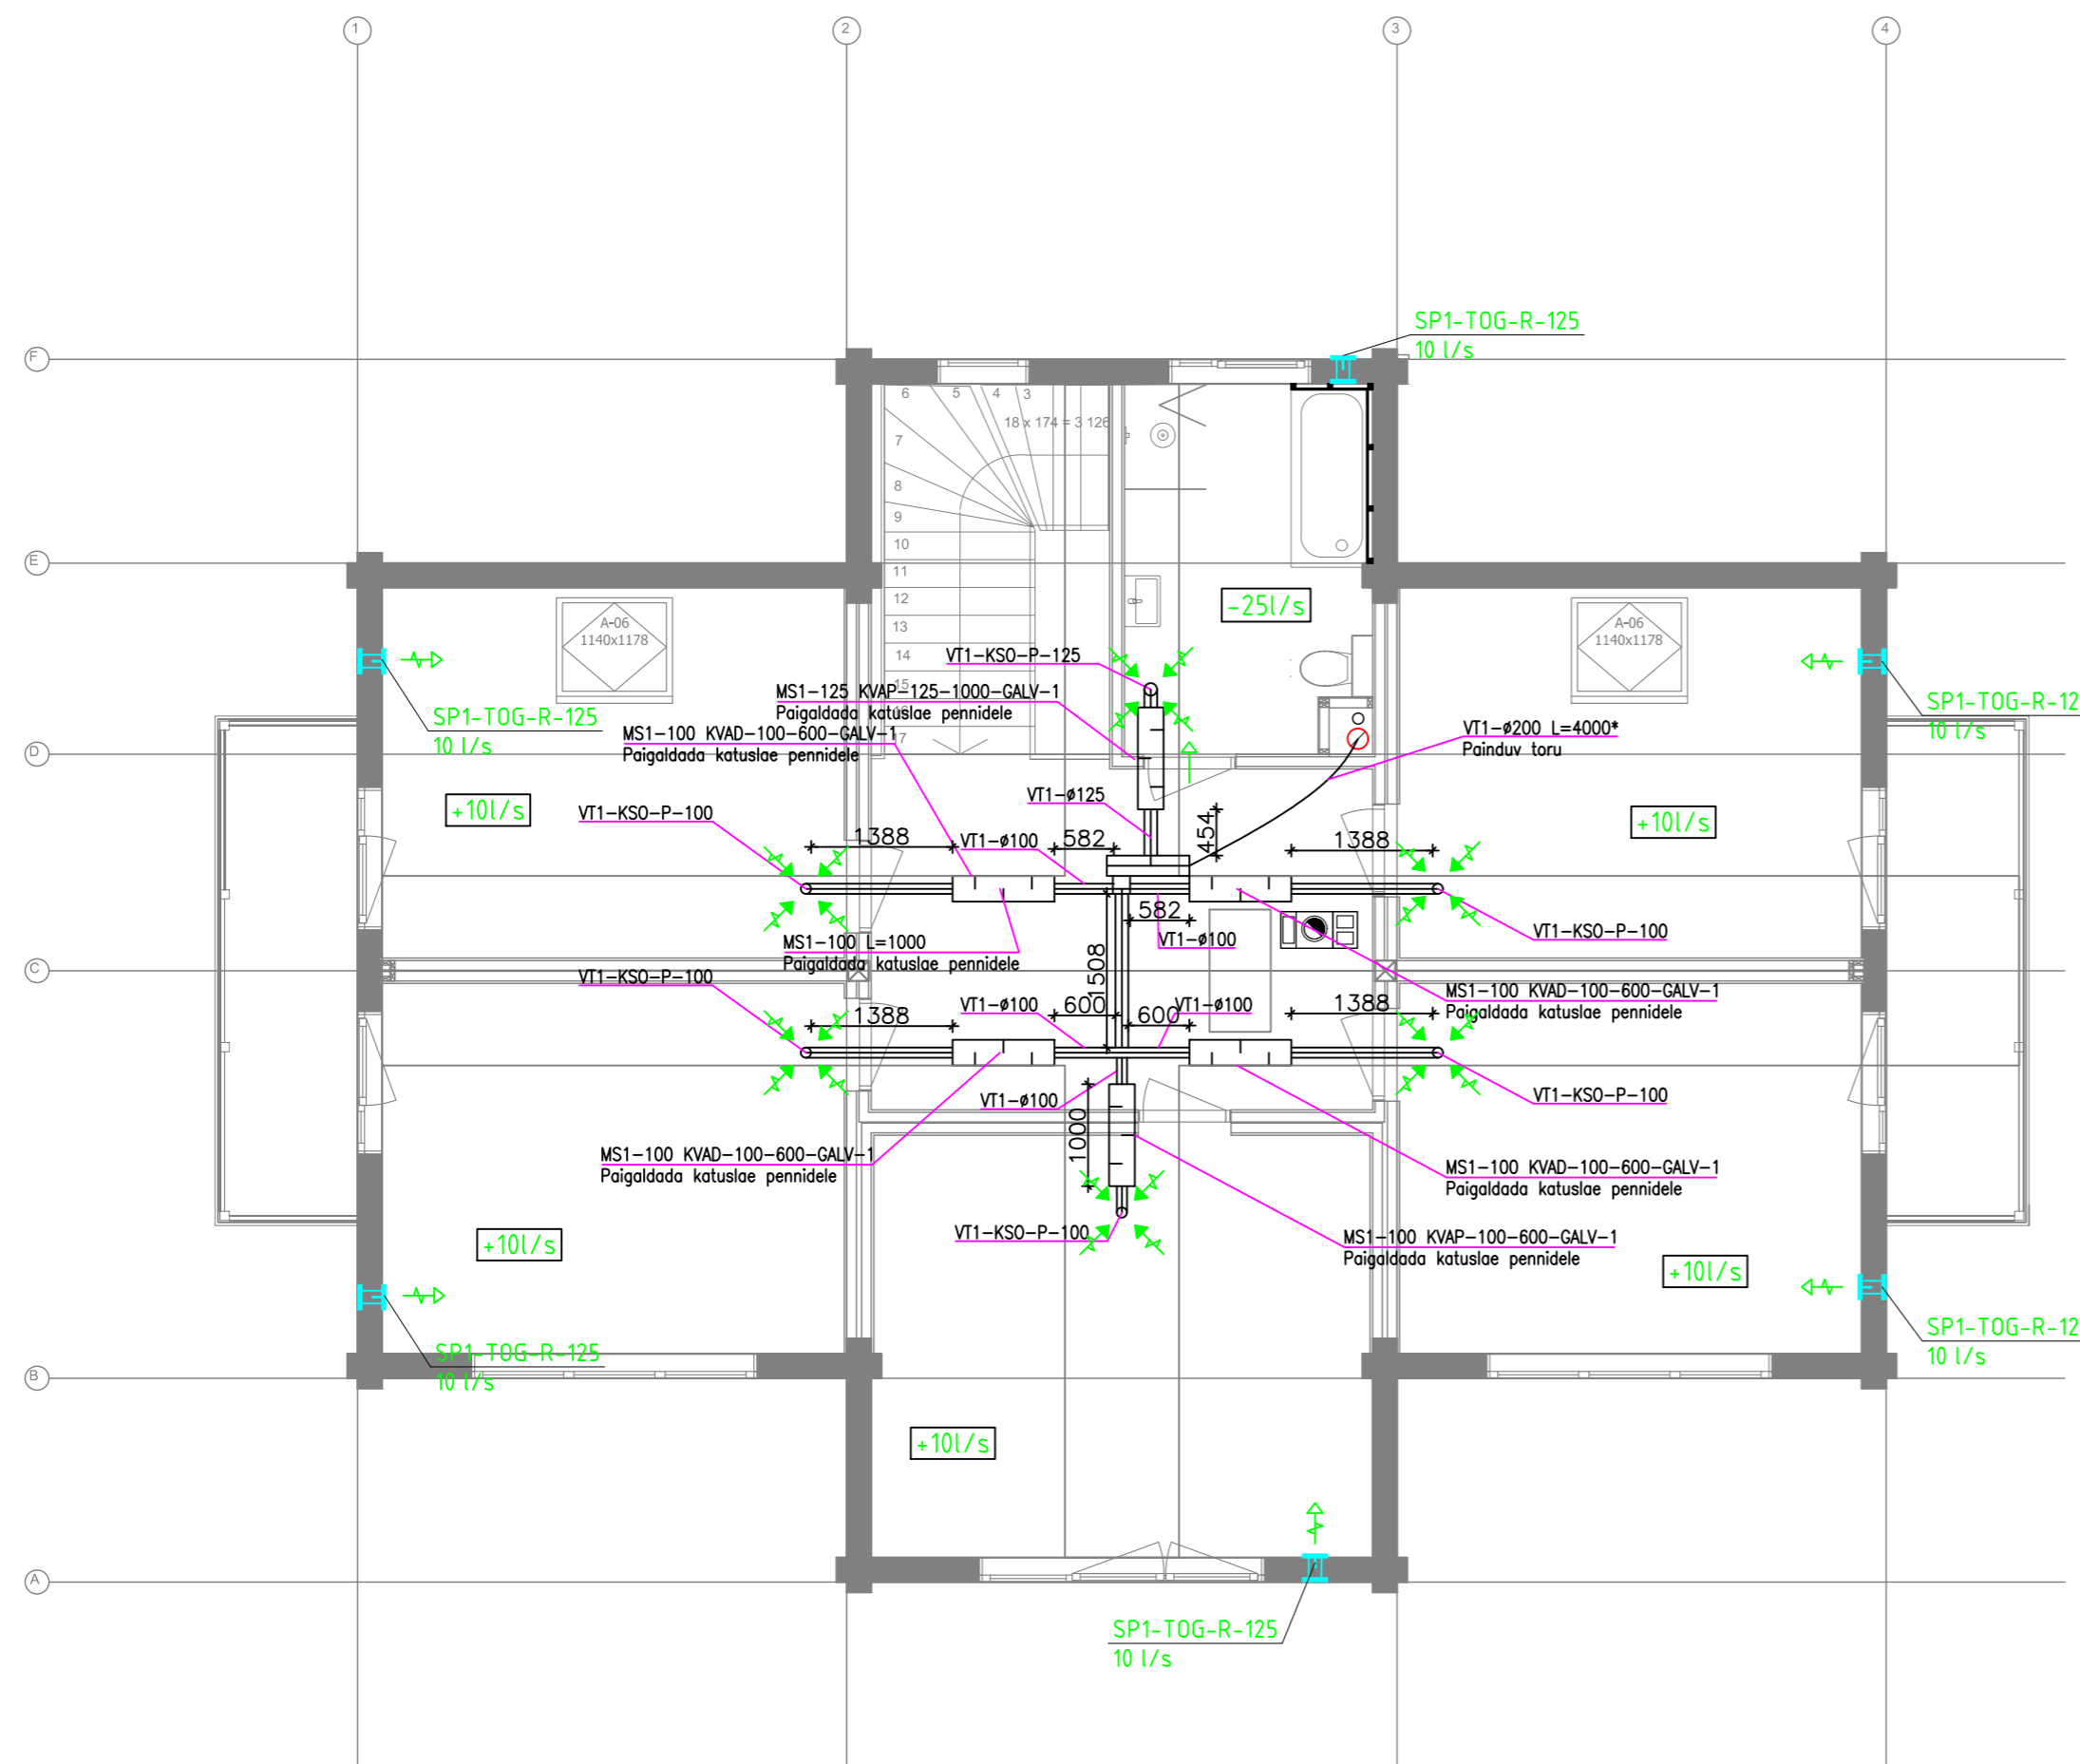 1
2
3
4
F
SP1-TOG-R-125
10 l/s
6
5
4
3
18 x 174 = 3 126
7
8
9
10
11
12
13
14
15
16
17
E
A-06
1140x1178
-25l/s
A-06
1140x1178
VT1-KSO-P-125
MS1-125 KVAP-125-1000-GALV-1
Paigaldada katuslae pennidele
SP1-TOG-R-125
10 l/s
MS1-100 KVAD-100-600-GALV-1
Paigaldada katuslae pennidele
VT1-ø200 L=4000*
Painduv toru
SP1-TOG-R-12
10 l/s
D
+10l/s
VT1-KSO-P-100
VT1-ø125
454
+10l/s
1388
VT1-ø100
582
1388
582
VT1-ø100
VT1-KSO-P-100
MS1-100 L=1000
Paigaldada katuslae pennidele
1508
C
VT1-KSO-P-100
MS1-100 KVAD-100-600-GALV-1
Paigaldada katuslae pennidele
1388
VT1-ø100
600
600
VT1-ø100
1388
VT1-ø100
VT1-KSO-P-100
1000
MS1-100 KVAD-100-600-GALV-1
Paigaldada katuslae pennidele
MS1-100 KVAD-100-600-GALV-1
Paigaldada katuslae pennidele
VT1-KSO-P-100
MS1-100 KVAP-100-600-GALV-1
Paigaldada katuslae pennidele
+10l/s
+10l/s
SP1-TOG-R-125
10 l/s
SP1-TOG-R-12
10 l/s
B
+10l/s
A
SP1-TOG-R-125
10 l/s